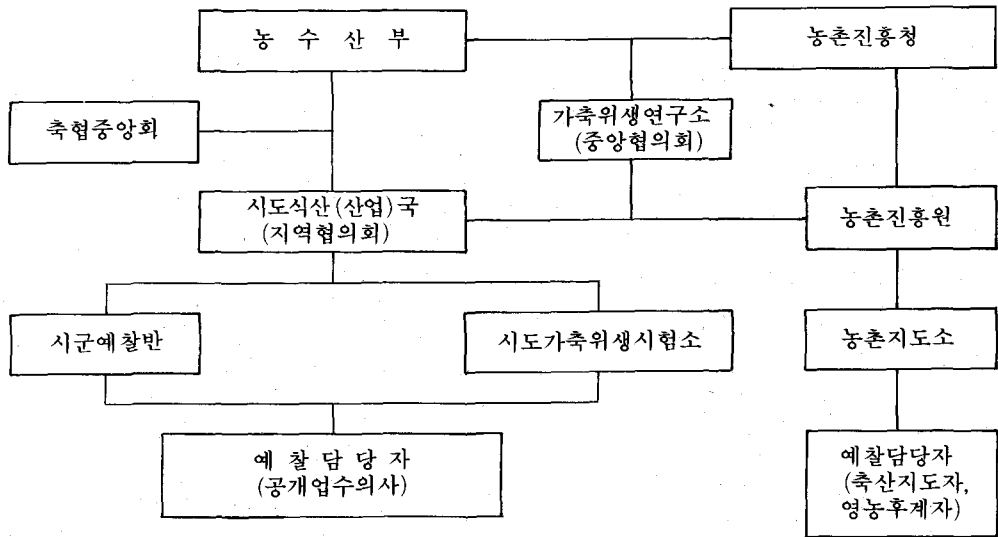 농 수 산 부
농촌진흥청
축협중앙회
가축위생연구소
(중앙협의회)
시도식산(산업)국
(지역협의회)
농촌진흥원
시군예찰반
시도가축위생시험소
농촌지도소
예 찰 담 당 자
(공개업수의사)
예찰담당자
(축산지도자,
영농후계자)